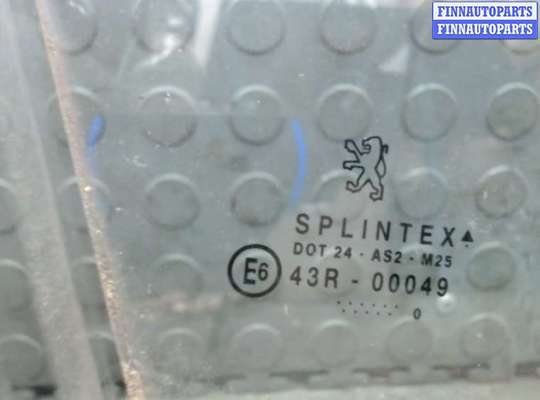 FINNAUTOPARTS
FINNAUTOPARTS
SPLINTEX
DOT 24 · AS2 · M25
E6 43R - 00049
0